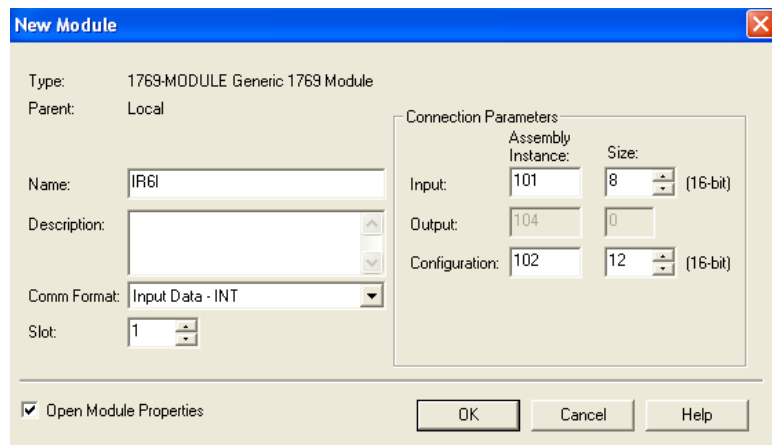 New Module
Type: 1769-MODULE Generic 1769 Module
Parent: Local
Connection Parameters
Assembly Instance: Size:
Name: IR6I
Input: 101 8 (16-bit)
Description:
Output: 104 0
Configuration: 102 12 (16-bit)
Comm Format: Input Data - INT
Slot: 1
Open Module Properties
OK Cancel Help